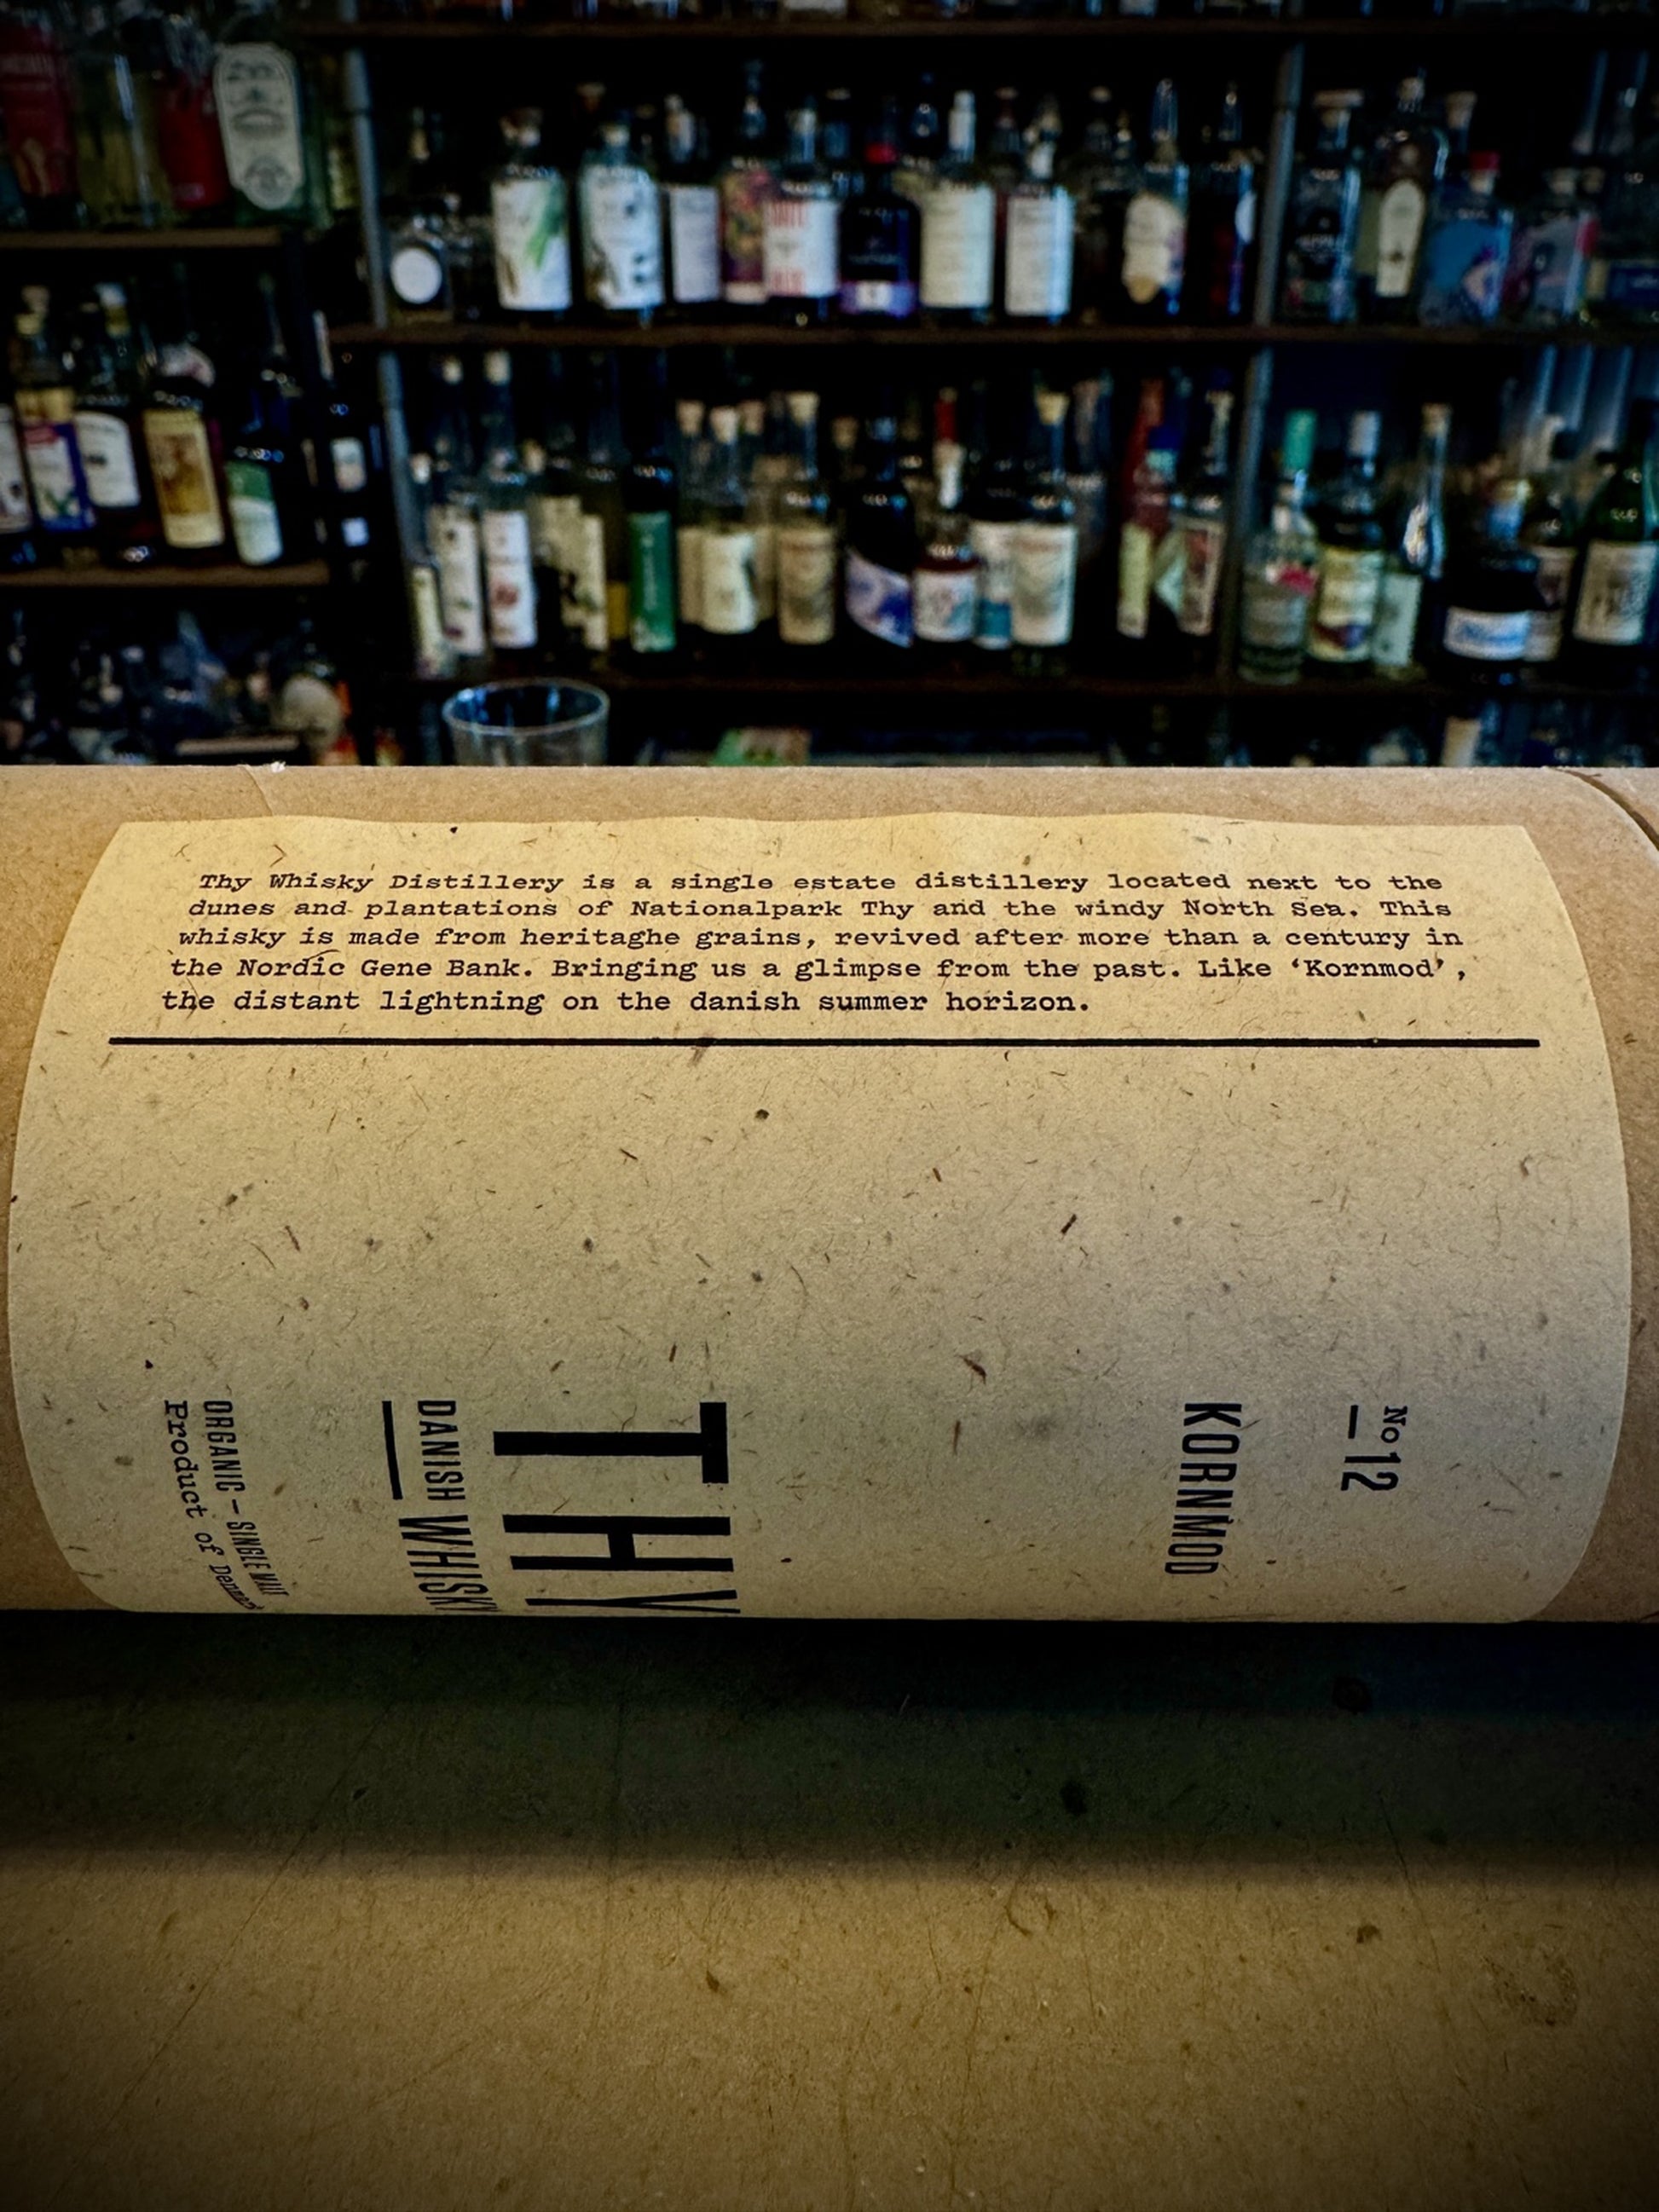 Thy Whisky Distillery is a single estate distillery located next to the
dunes and plantations of Nationalpark Thy and the windy North Sea. This
whisky is made from heritaghe grains, revived after more than a century in
the Nordic Gene Bank. Bringing us a glimpse from the past. Like ‘Kornmod’,
the distant lightning on the danish summer horizon.
No 12
KORNMOD
THY
DANISH WHISKY
ORGANIC – SINGLE MALT
Product of Denmark